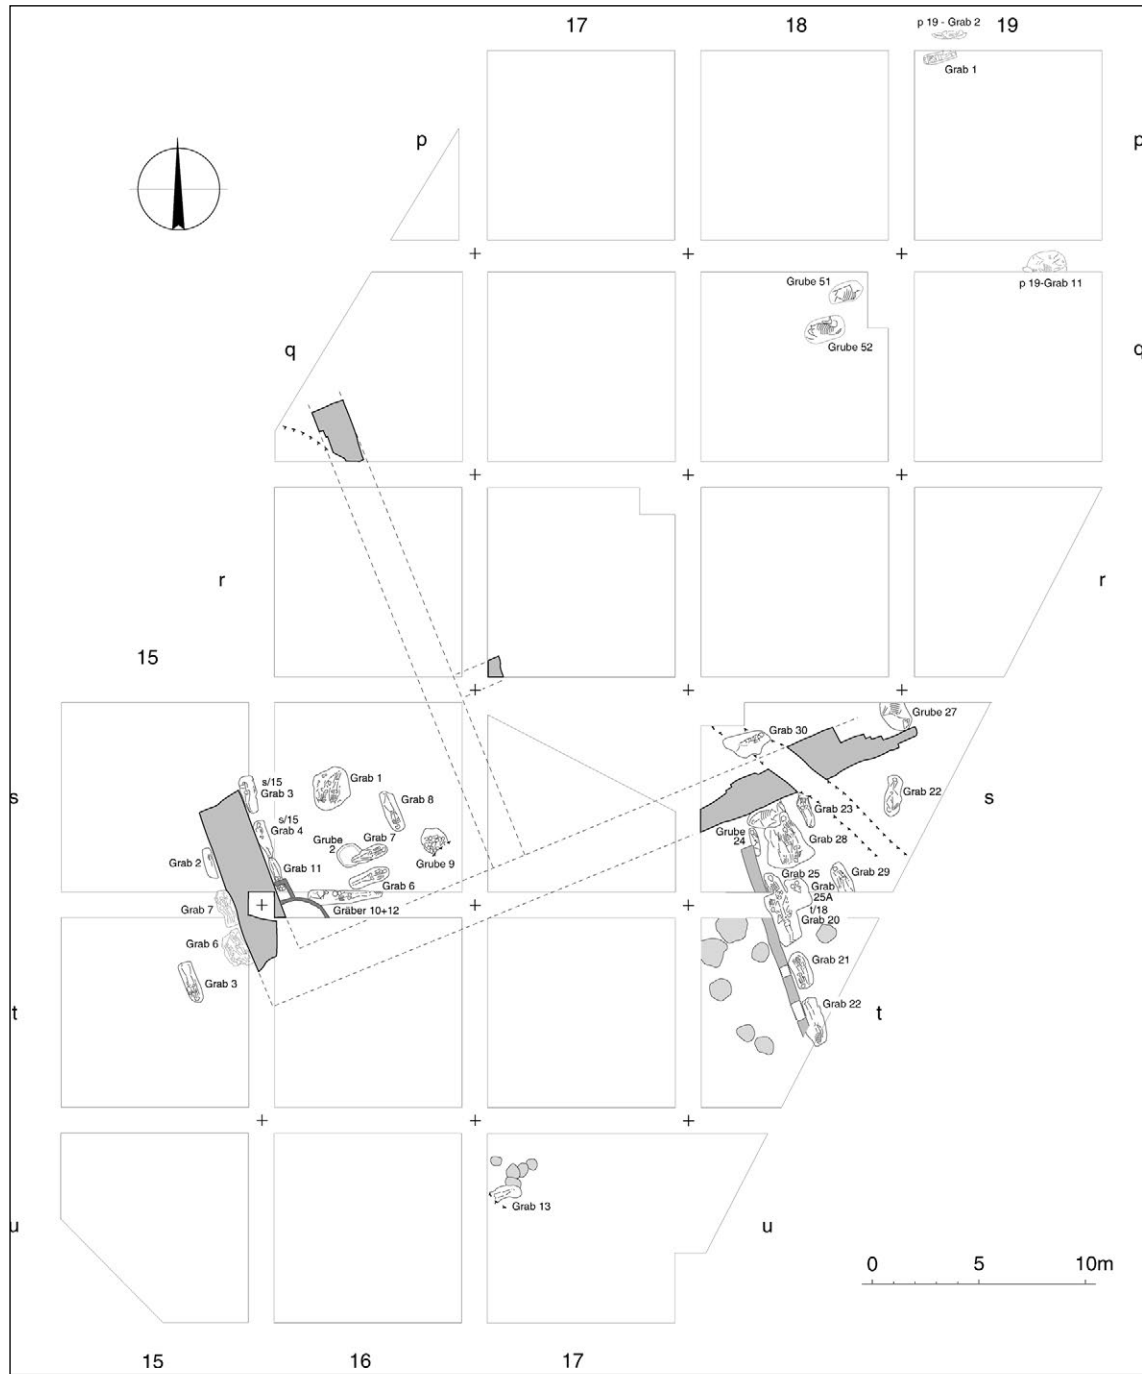 17
18
19
p 19 - Grab 2
Grab 1
p
p
p 19-Grab 11
Grube 51
Grube 52
q
q
r
r
15
Grab 30
Grube 27
s/15
Grab 3
Grab 1
Grab 8
s
s
Grab 22
s/15
Grab 4
Grab 23
Grube
24
Grab 28
Grube
2
Grab 7
Grube 9
Grab 2
Grab 11
Grab 6
Grab 25
Grab
25A
Grab 29
Gräber 10+12
Grab 7
t/18
Grab 20
Grab 6
Grab 21
Grab 3
Grab 22
t
t
Grab 13
u
u
0
5
10m
15
16
17